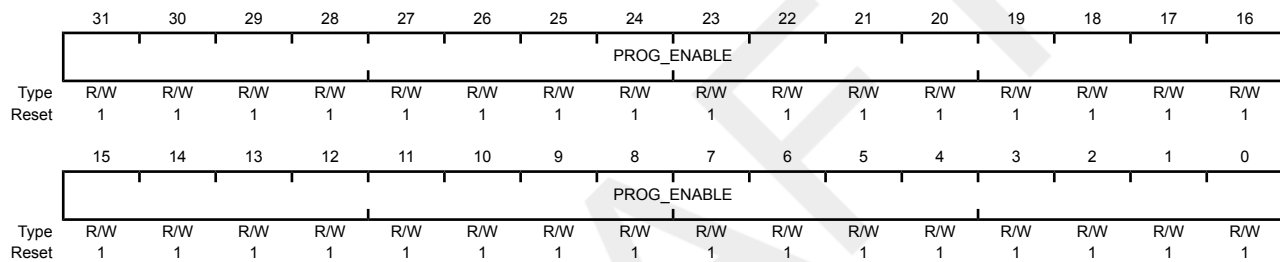 31 30 29 28 27 26 25 24 23 22 21 20 19 18 17 16
PROG_ENABLE
Type R/W R/W R/W R/W R/W R/W R/W R/W R/W R/W R/W R/W R/W R/W R/W R/W
Reset 1 1 1 1 1 1 1 1 1 1 1 1 1 1 1 1
15 14 13 12 11 10 9 8 7 6 5 4 3 2 1 0
PROG_ENABLE
Type R/W R/W R/W R/W R/W R/W R/W R/W R/W R/W R/W R/W R/W R/W R/W R/W
Reset 1 1 1 1 1 1 1 1 1 1 1 1 1 1 1 1